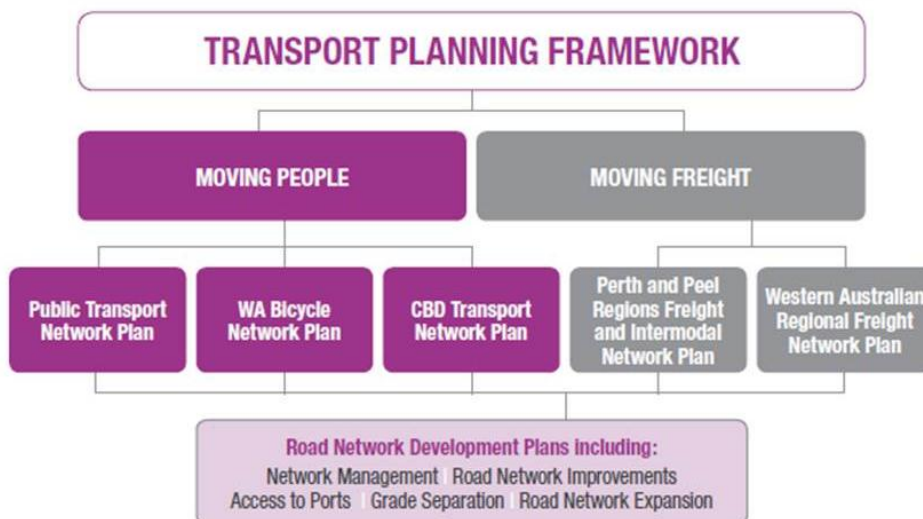 TRANSPORT PLANNING FRAMEWORK
MOVING PEOPLE
MOVING FREIGHT
Public Transport
Network Plan
WA Bicycle
Network Plan
CBD Transport
Network Plan
Perth and Peel
Regions Freight
and Intermodal
Network Plan
Western Australian
Regional Freight
Network Plan
Road Network Development Plans including:
Network Management | Road Network Improvements
Access to Ports | Grade Separation | Road Network Expansion